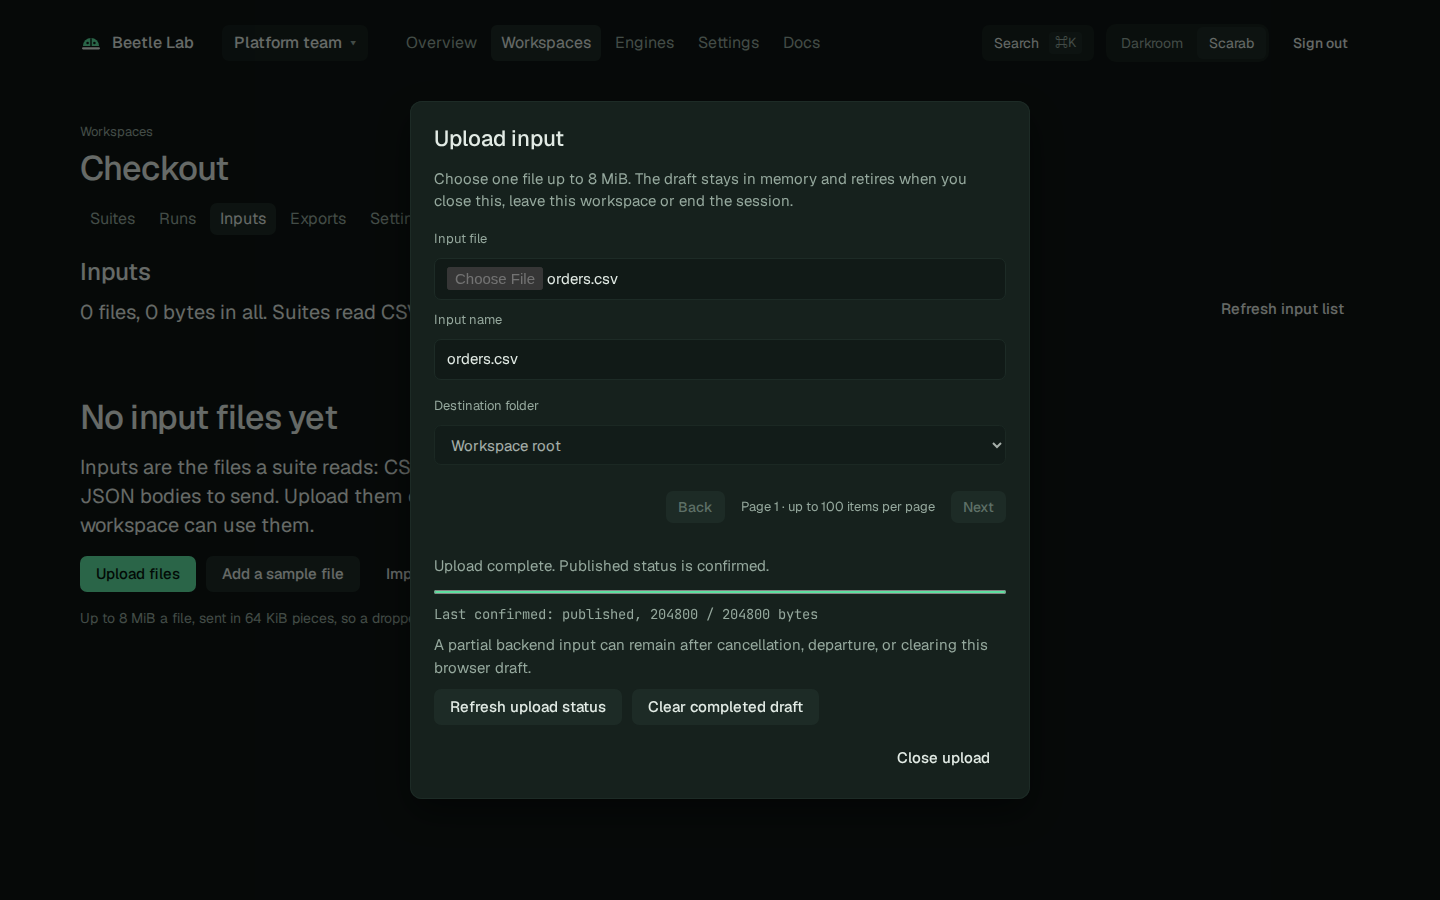 Beetle Lab
Platform team
Overview
Workspaces
Engines
Settings
Docs
Search ⌘K
Darkroom
Scarab
Sign out
Workspaces
Checkout
Suites
Runs
Inputs
Exports
Inputs
0 files, 0 bytes in all. Suites read
Refresh input list
No input files yet
Inputs are the files a suite reads:
JSON bodies to send. Upload them
workspace can use them.
Upload files
Add a sample file
Up to 8 MiB a file, sent in 64 KiB pieces, so a
Upload input
Choose one file up to 8 MiB. The draft stays in memory and retires when you
close this, leave this workspace or end the session.
Input file
Choose File orders.csv
Input name
orders.csv
Destination folder
Workspace root
Back
Page 1 · up to 100 items per page
Next
Upload complete. Published status is confirmed.
Last confirmed: published, 204800 / 204800 bytes
A partial backend input can remain after cancellation, departure, or clearing this
browser draft.
Refresh upload status
Clear completed draft
Close upload